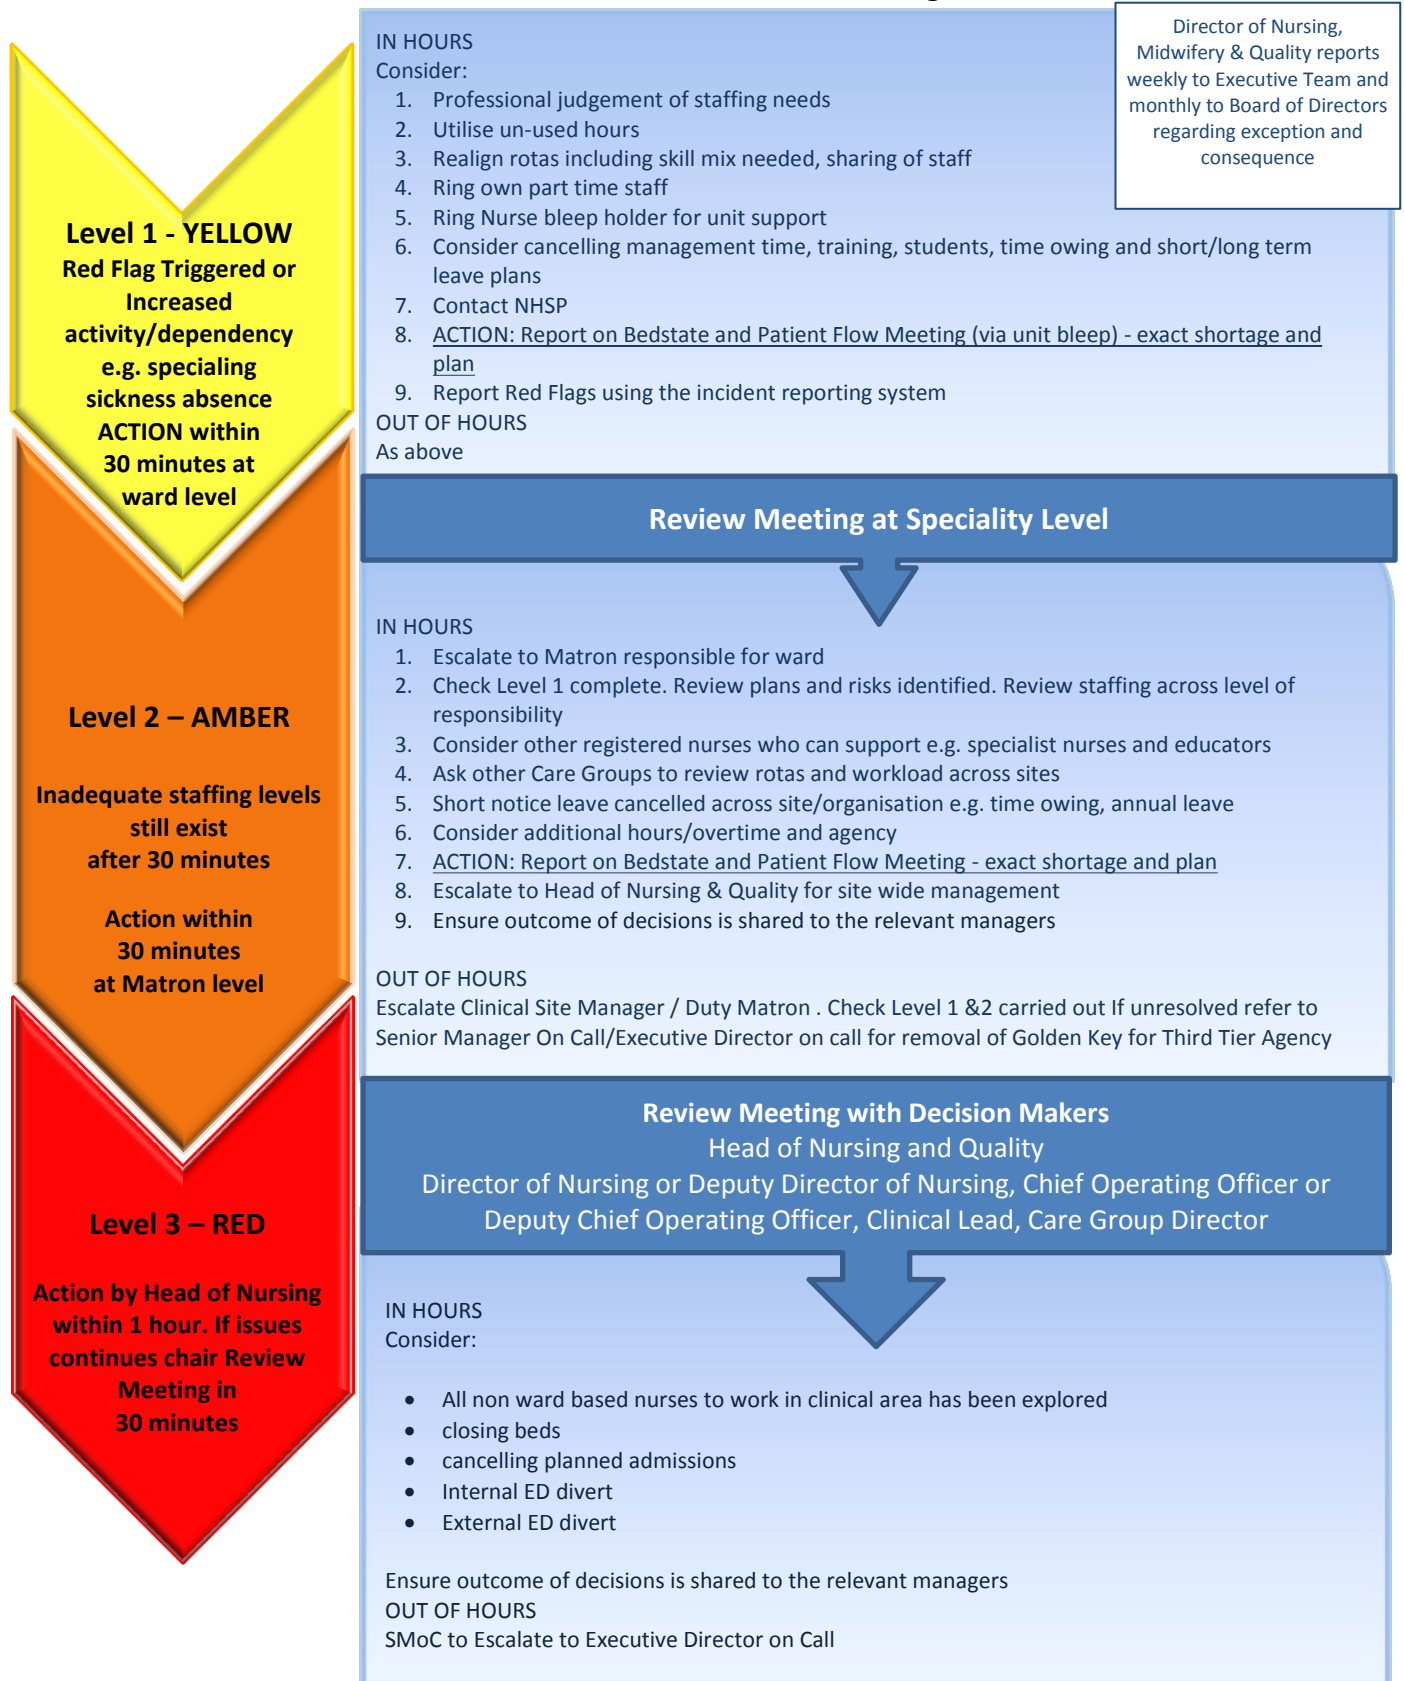 Director of Nursing,
Midwifery & Quality reports
weekly to Executive Team and
monthly to Board of Directors
regarding exception and
consequence
Level 1 - YELLOW
Red Flag Triggered or
Increased
activity/dependency
e.g. specialing
sickness absence
ACTION within
30 minutes at
ward level
IN HOURS
Consider:
1. Professional judgement of staffing needs
2. Utilise un-used hours
3. Realign rotas including skill mix needed, sharing of staff
4. Ring own part time staff
5. Ring Nurse bleep holder for unit support
6. Consider cancelling management time, training, students, time owing and short/long term
leave plans
7. Contact NHSP
8. ACTION: Report on Bedstate and Patient Flow Meeting (via unit bleep) - exact shortage and
plan
9. Report Red Flags using the incident reporting system
OUT OF HOURS
As above
Review Meeting at Speciality Level
Level 2 – AMBER
Inadequate staffing levels
still exist
after 30 minutes
Action within
30 minutes
at Matron level
IN HOURS
1. Escalate to Matron responsible for ward
2. Check Level 1 complete. Review plans and risks identified. Review staffing across level of
responsibility
3. Consider other registered nurses who can support e.g. specialist nurses and educators
4. Ask other Care Groups to review rotas and workload across sites
5. Short notice leave cancelled across site/organisation e.g. time owing, annual leave
6. Consider additional hours/overtime and agency
7. ACTION: Report on Bedstate and Patient Flow Meeting - exact shortage and plan
8. Escalate to Head of Nursing & Quality for site wide management
9. Ensure outcome of decisions is shared to the relevant managers
OUT OF HOURS
Escalate Clinical Site Manager / Duty Matron . Check Level 1 &2 carried out If unresolved refer to
Senior Manager On Call/Executive Director on call for removal of Golden Key for Third Tier Agency
Review Meeting with Decision Makers
Head of Nursing and Quality
Director of Nursing or Deputy Director of Nursing, Chief Operating Officer or
Deputy Chief Operating Officer, Clinical Lead, Care Group Director
Level 3 – RED
Action by Head of Nursing
within 1 hour. If issues
continues chair Review
Meeting in
30 minutes
IN HOURS
Consider:
• All non ward based nurses to work in clinical area has been explored
• closing beds
• cancelling planned admissions
• Internal ED divert
• External ED divert
Ensure outcome of decisions is shared to the relevant managers
OUT OF HOURS
SMoC to Escalate to Executive Director on Call